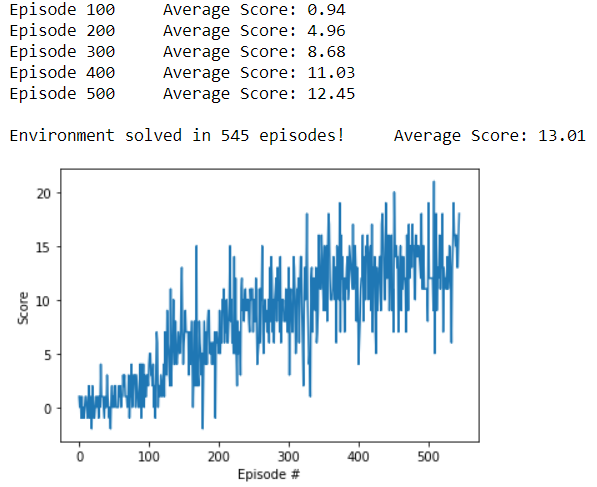 Episode 100     Average Score: 0.94
Episode 200     Average Score: 4.96
Episode 300     Average Score: 8.68
Episode 400     Average Score: 11.03
Episode 500     Average Score: 12.45
Environment solved in 545 episodes!     Average Score: 13.01
20
15
10
5
0
Score
0 100 200 300 400 500
Episode #